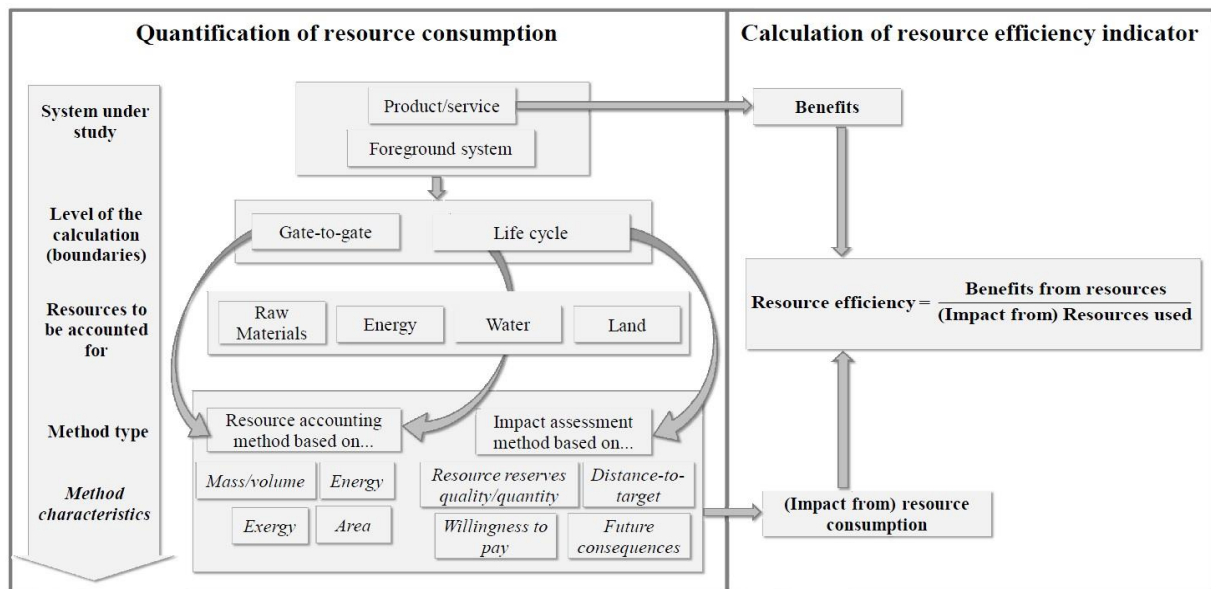 Quantification of resource consumption
Calculation of resource efficiency indicator
System under
study
Product/service
Foreground system
Benefits
Level of the
calculation
(boundaries)
Gate-to-gate
Life cycle
Resources to
be accounted
for
Raw
Materials
Energy
Water
Land
Resource efficiency =
Benefits from resources
(Impact from) Resources used
Method type
Resource accounting
method based on...
Impact assessment
method based on...
Method
characteristics
Mass/volume
Energy
Exergy
Area
Resource reserves
quality/quantity
Distance-to-
target
Willingness to
pay
Future
consequences
(Impact from) resource
consumption